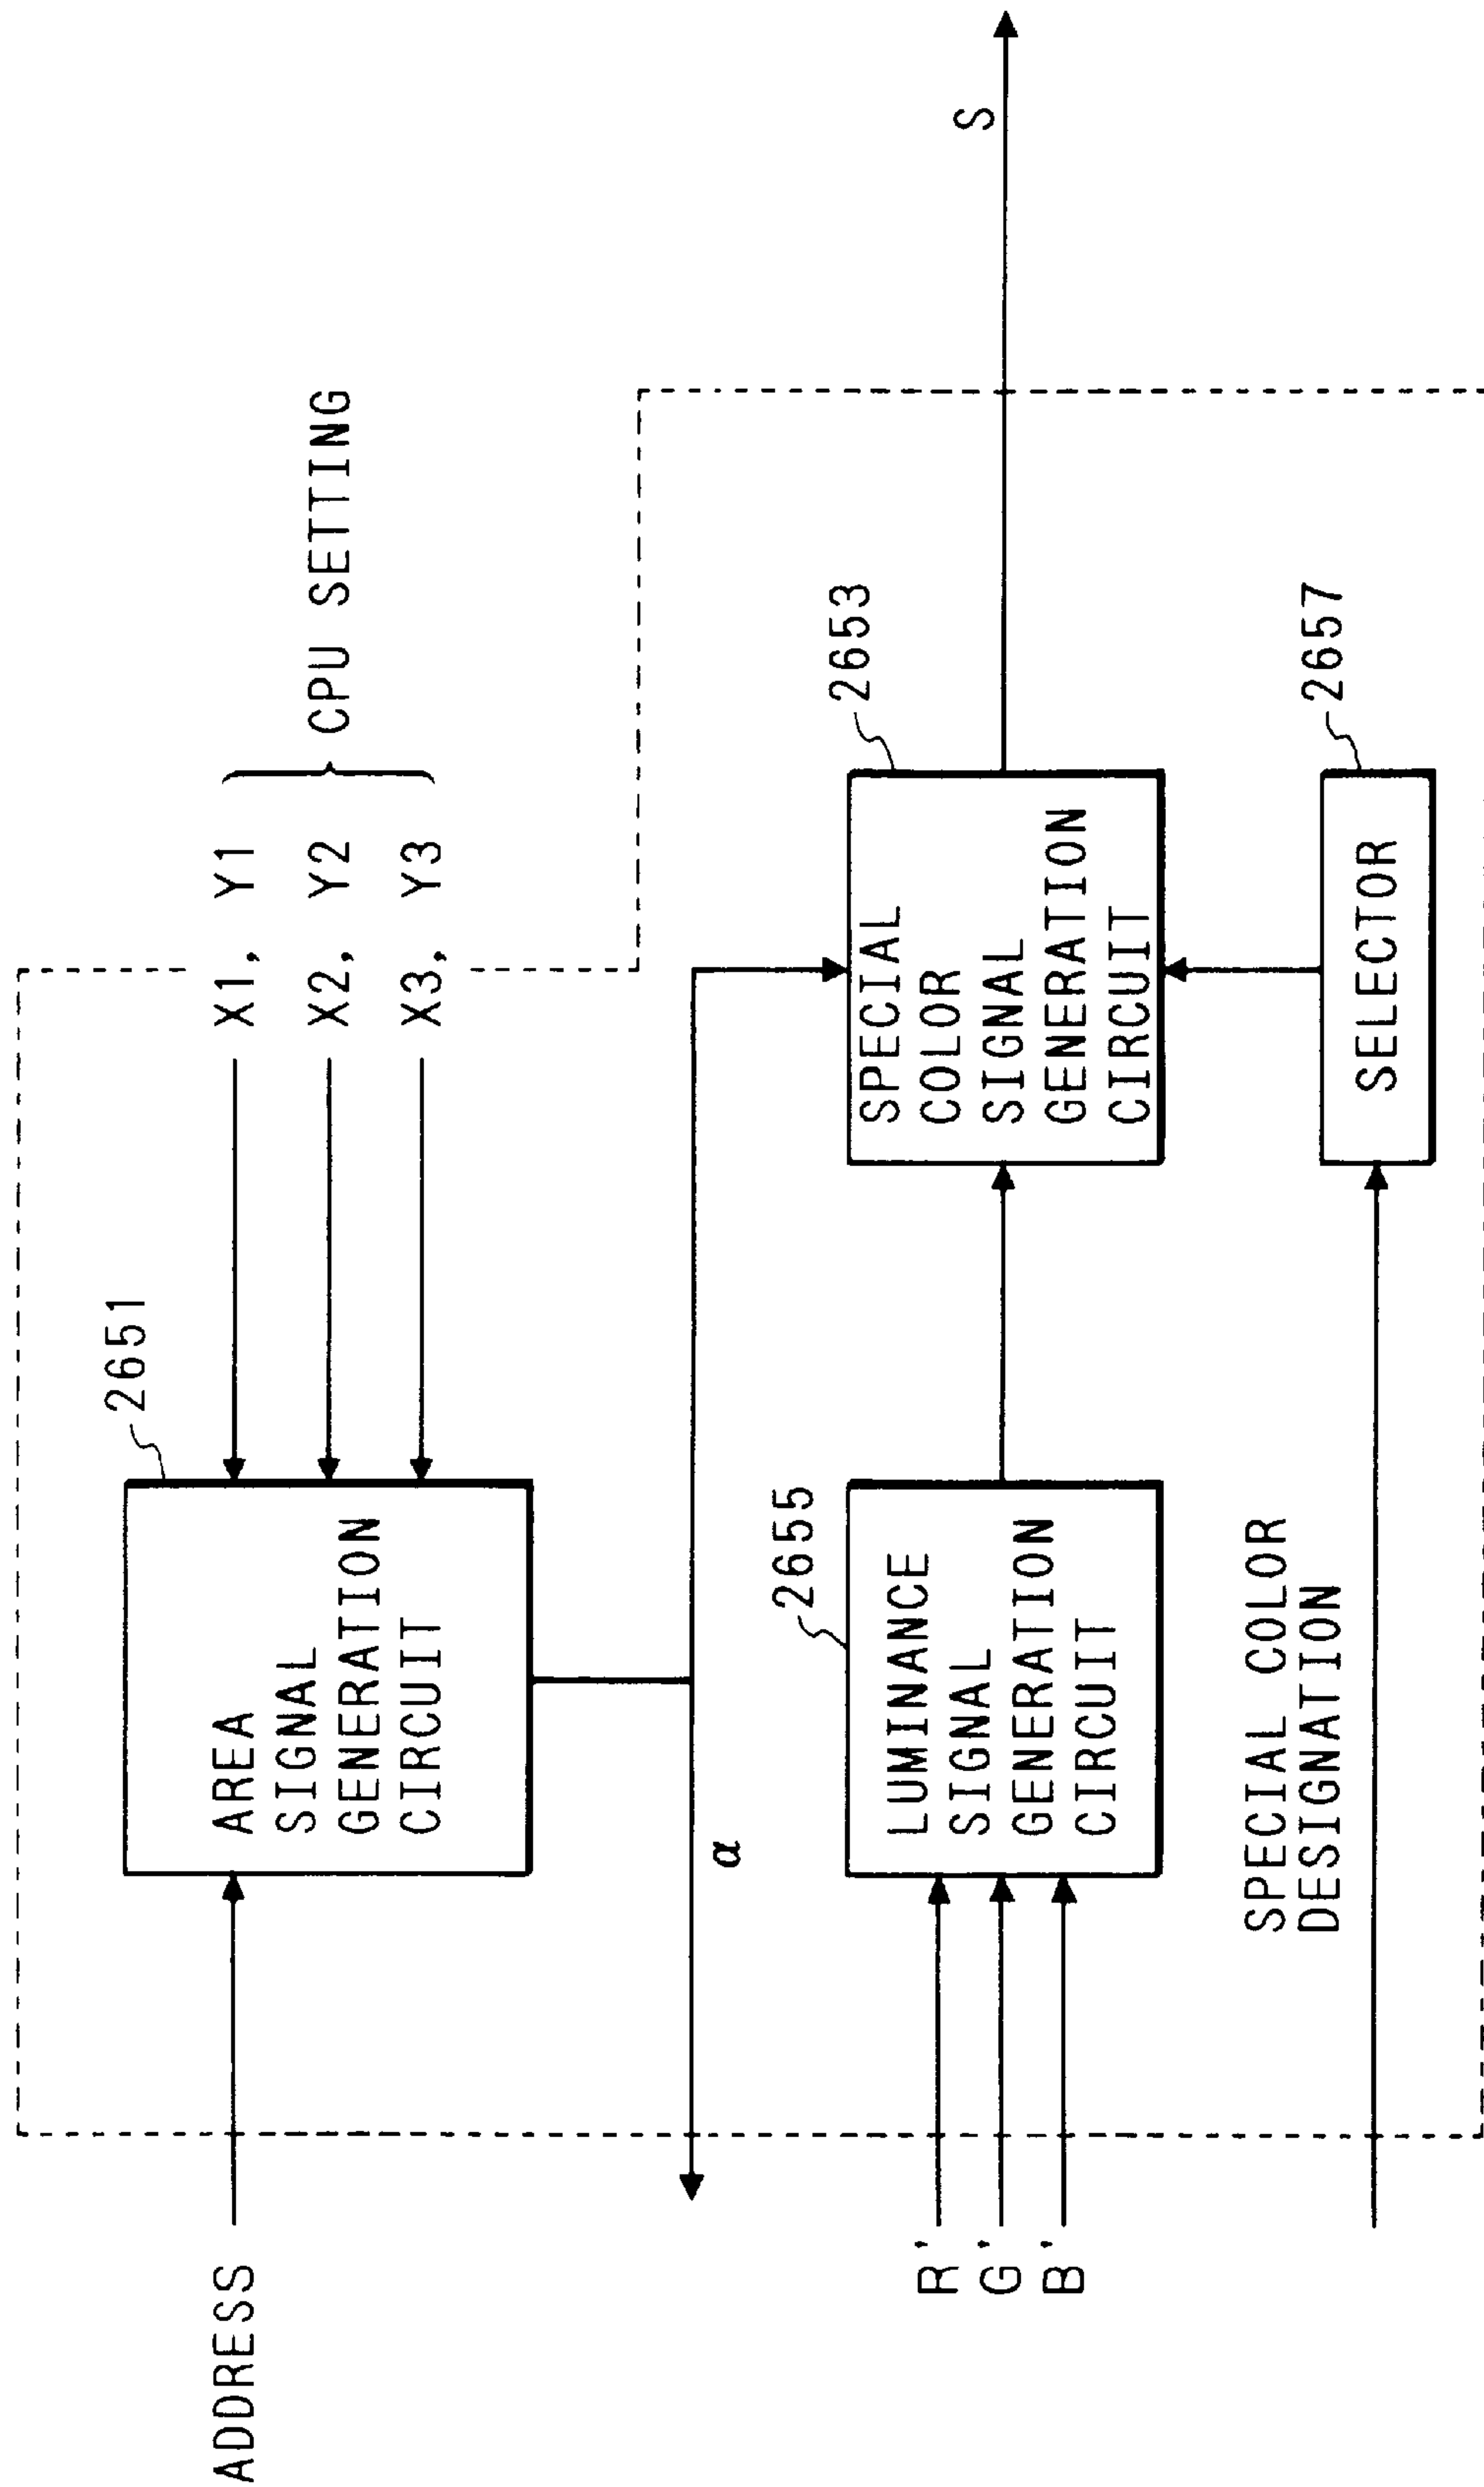 ADDRESS
AREA
SIGNAL
GENERATION
CIRCUIT
2651
X1, Y1
X2, Y2
X3, Y3
CPU SETTING
α
R'
G'
B'
LUMINANCE
SIGNAL
GENERATION
CIRCUIT
2655
SPECIAL
COLOR
SIGNAL
GENERATION
CIRCUIT
2653
S
SPECIAL COLOR
DESIGNATION
SELECTOR
2657